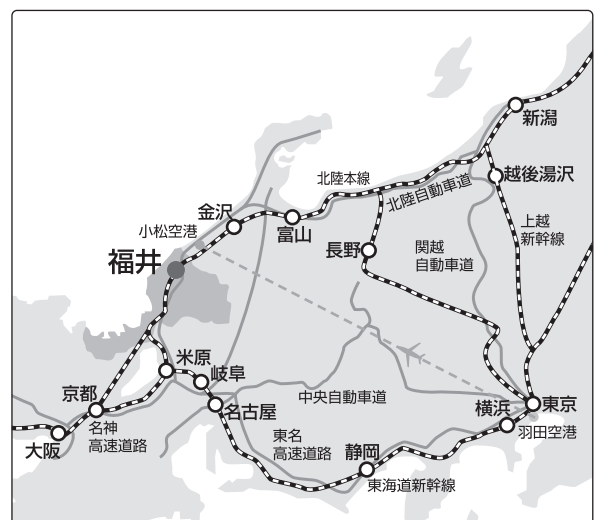 新潟
越後湯沢
北陸本線
北陸自動車道
金沢
富山
小松空港
福井
長野
関越
自動車道
上越
新幹線
米原
岐阜
京都
名神
高速道路
大阪
名古屋
中央自動車道
東名
高速道路
静岡
東海道新幹線
横浜
東京
羽田空港